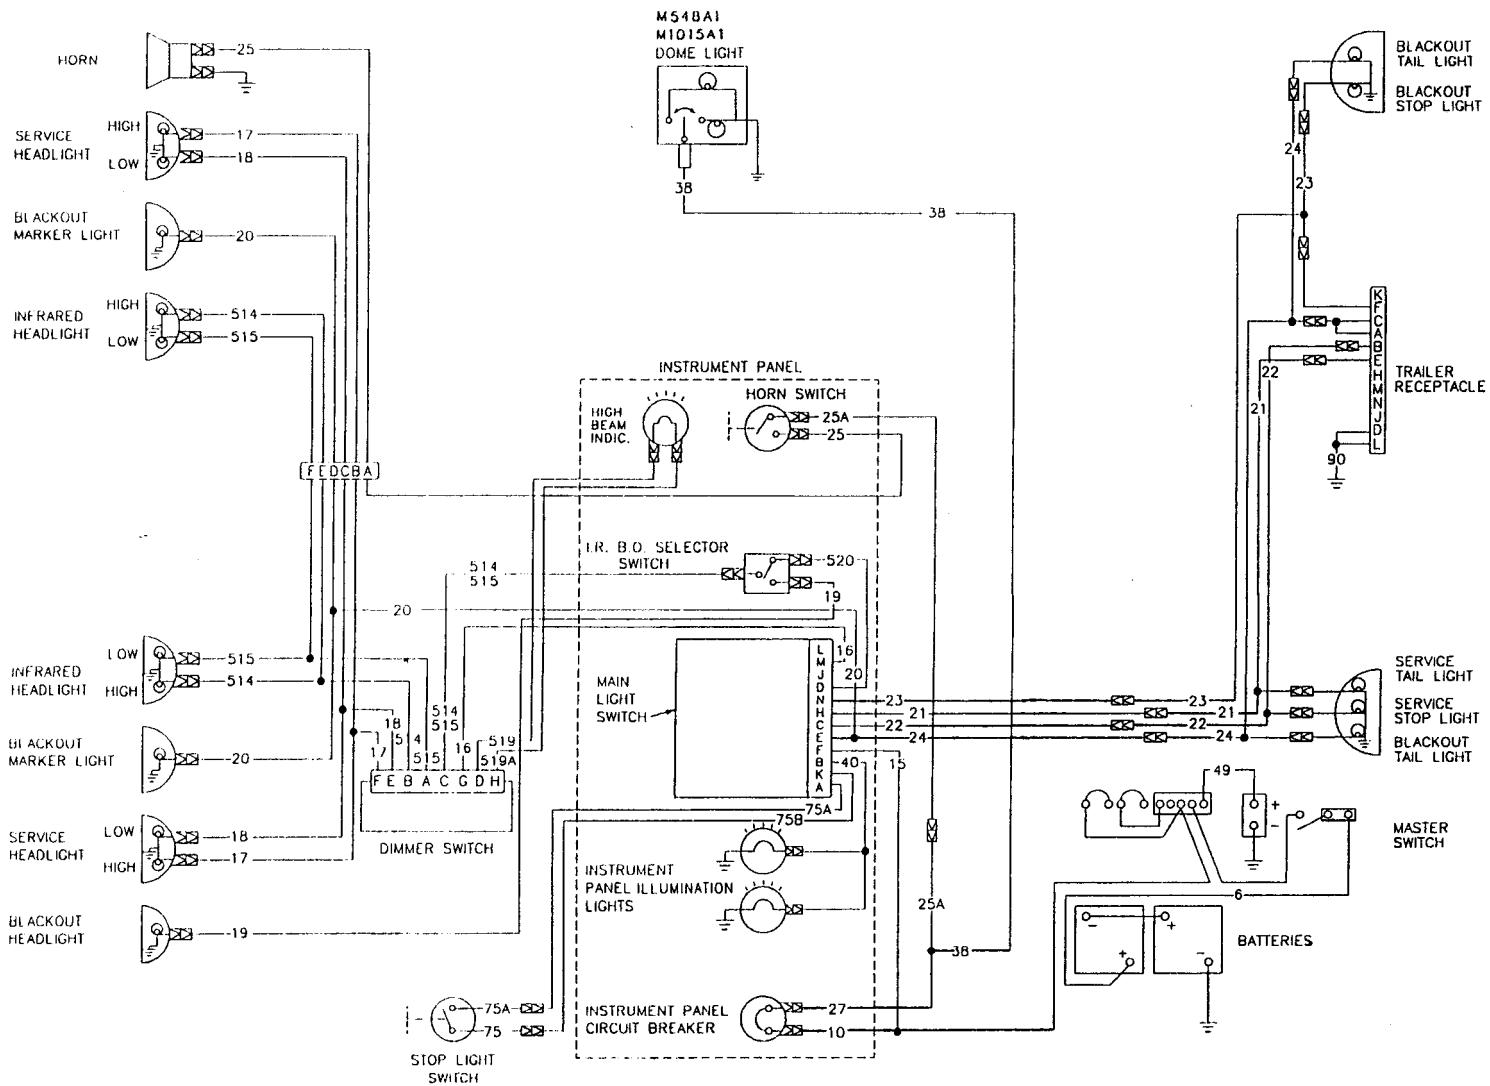 M548A1
M1015A1
DOME LIGHT
38
38
HORN
25
SERVICE
HEADLIGHT
HIGH
LOW
17
18
BLACKOUT
MARKER LIGHT
20
INFRARED
HEADLIGHT
HIGH
LOW
514
515
BLACKOUT
TAIL LIGHT
BLACKOUT
STOP LIGHT
24
23
K
F
C
A
B
E
H
M
N
J
D
L
TRAILER
RECEPTACLE
22
21
90
INSTRUMENT PANEL
HIGH
BEAM
INDIC.
HORN SWITCH
25A
25
F E D C B A
I.R. B.O. SELECTOR
SWITCH
520
19
514
515
20
INFRARED
HEADLIGHT
LOW
HIGH
515
514
BLACKOUT
MARKER LIGHT
20
SERVICE
HEADLIGHT
LOW
HIGH
18
17
BLACKOUT
HEADLIGHT
19
17
18
514
515
514
515
16
519
519A
F E B A C G D H
DIMMER SWITCH
MAIN
LIGHT
SWITCH
L
M
J
D
N
H
C
E
F
B
K
A
16
20
23
21
22
24
15
40
75A
75B
23
21
22
24
SERVICE
TAIL LIGHT
SERVICE
STOP LIGHT
BLACKOUT
TAIL LIGHT
49
+
-
MASTER
SWITCH
6
INSTRUMENT
PANEL ILLUMINATION
LIGHTS
25A
38
BATTERIES
-
+
+
-
INSTRUMENT PANEL
CIRCUIT BREAKER
27
10
75A
75
STOP LIGHT
SWITCH